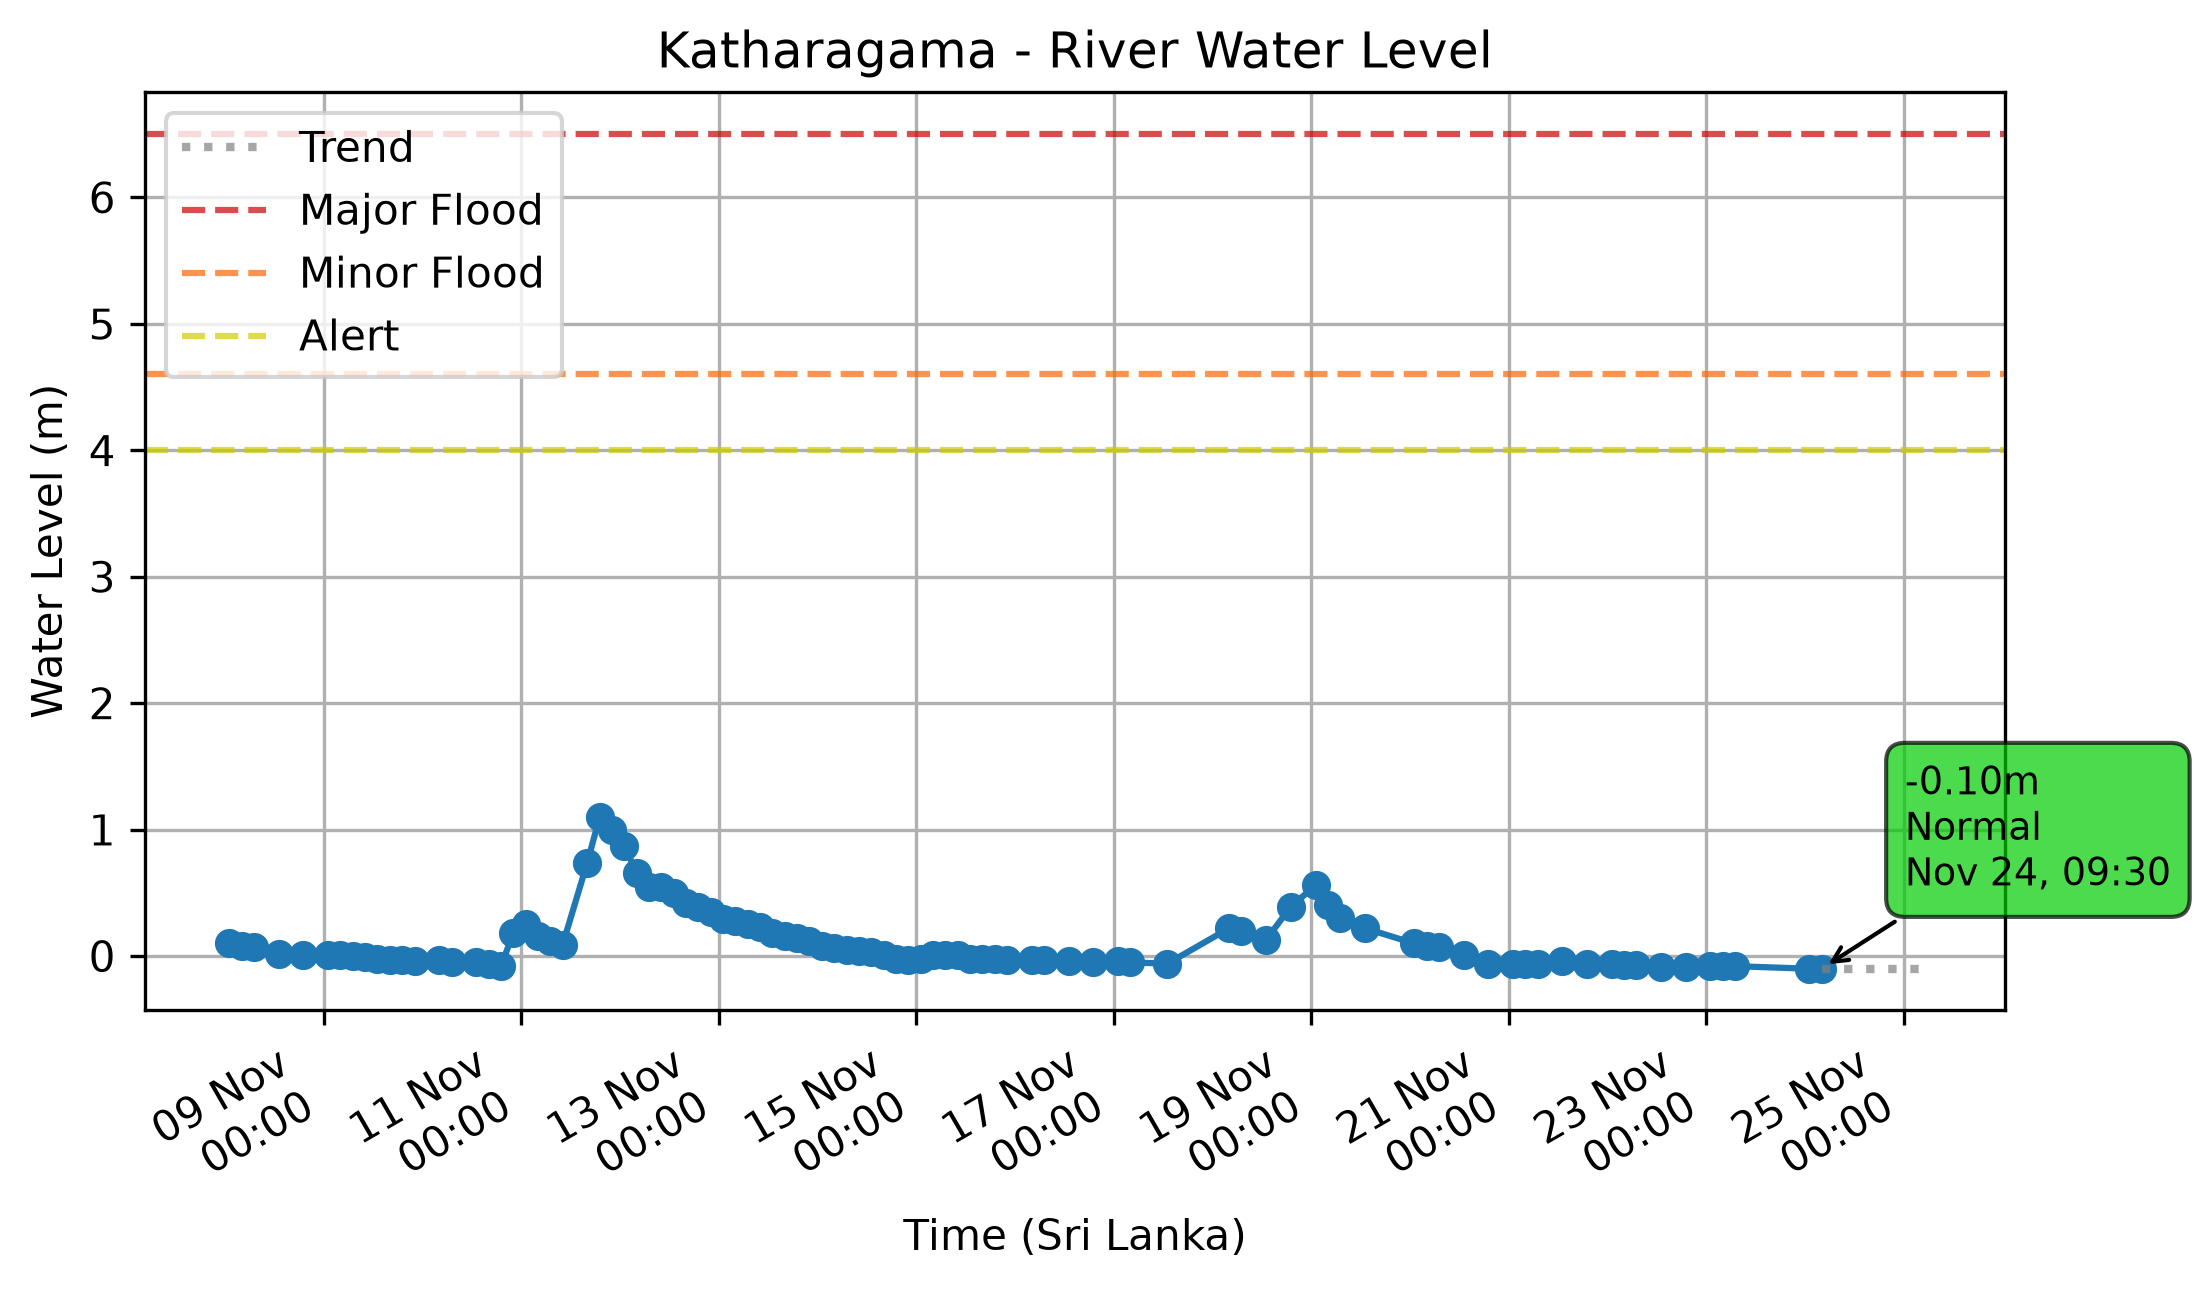 Katharagama - River Water Level
Trend
Major Flood
Minor Flood
Alert
Water Level (m)
6
5
4
3
2
1
0
-0.10m
Normal
Nov 24, 09:30
09 Nov
00:00
11 Nov
00:00
13 Nov
00:00
15 Nov
00:00
17 Nov
00:00
19 Nov
00:00
21 Nov
00:00
23 Nov
00:00
25 Nov
00:00
Time (Sri Lanka)